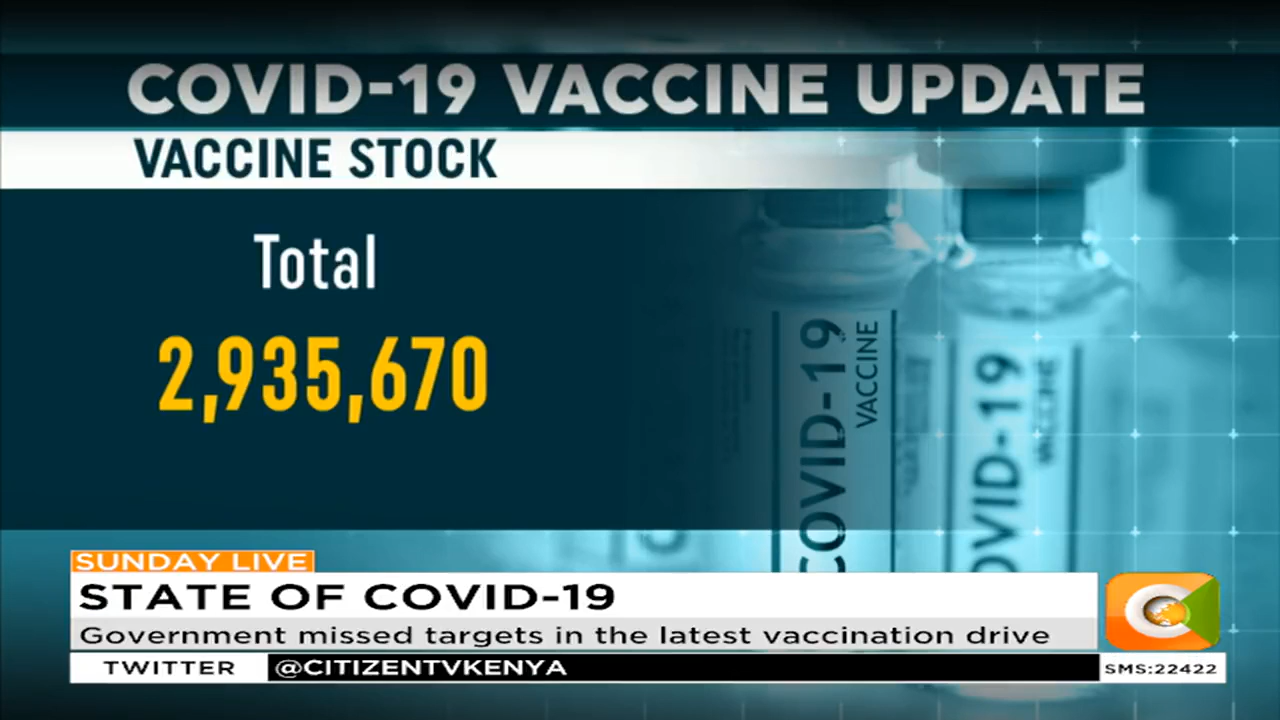 COVID-19 VACCINE UPDATE
VACCINE STOCK
Total
2,935,670
COVID-19
VACCINE
COVID-19
VACCINE
SUNDAY LIVE
STATE OF COVID-19
Government missed targets in the latest vaccination drive
TWITTER @CITIZENTVKENYA
SMS:22422